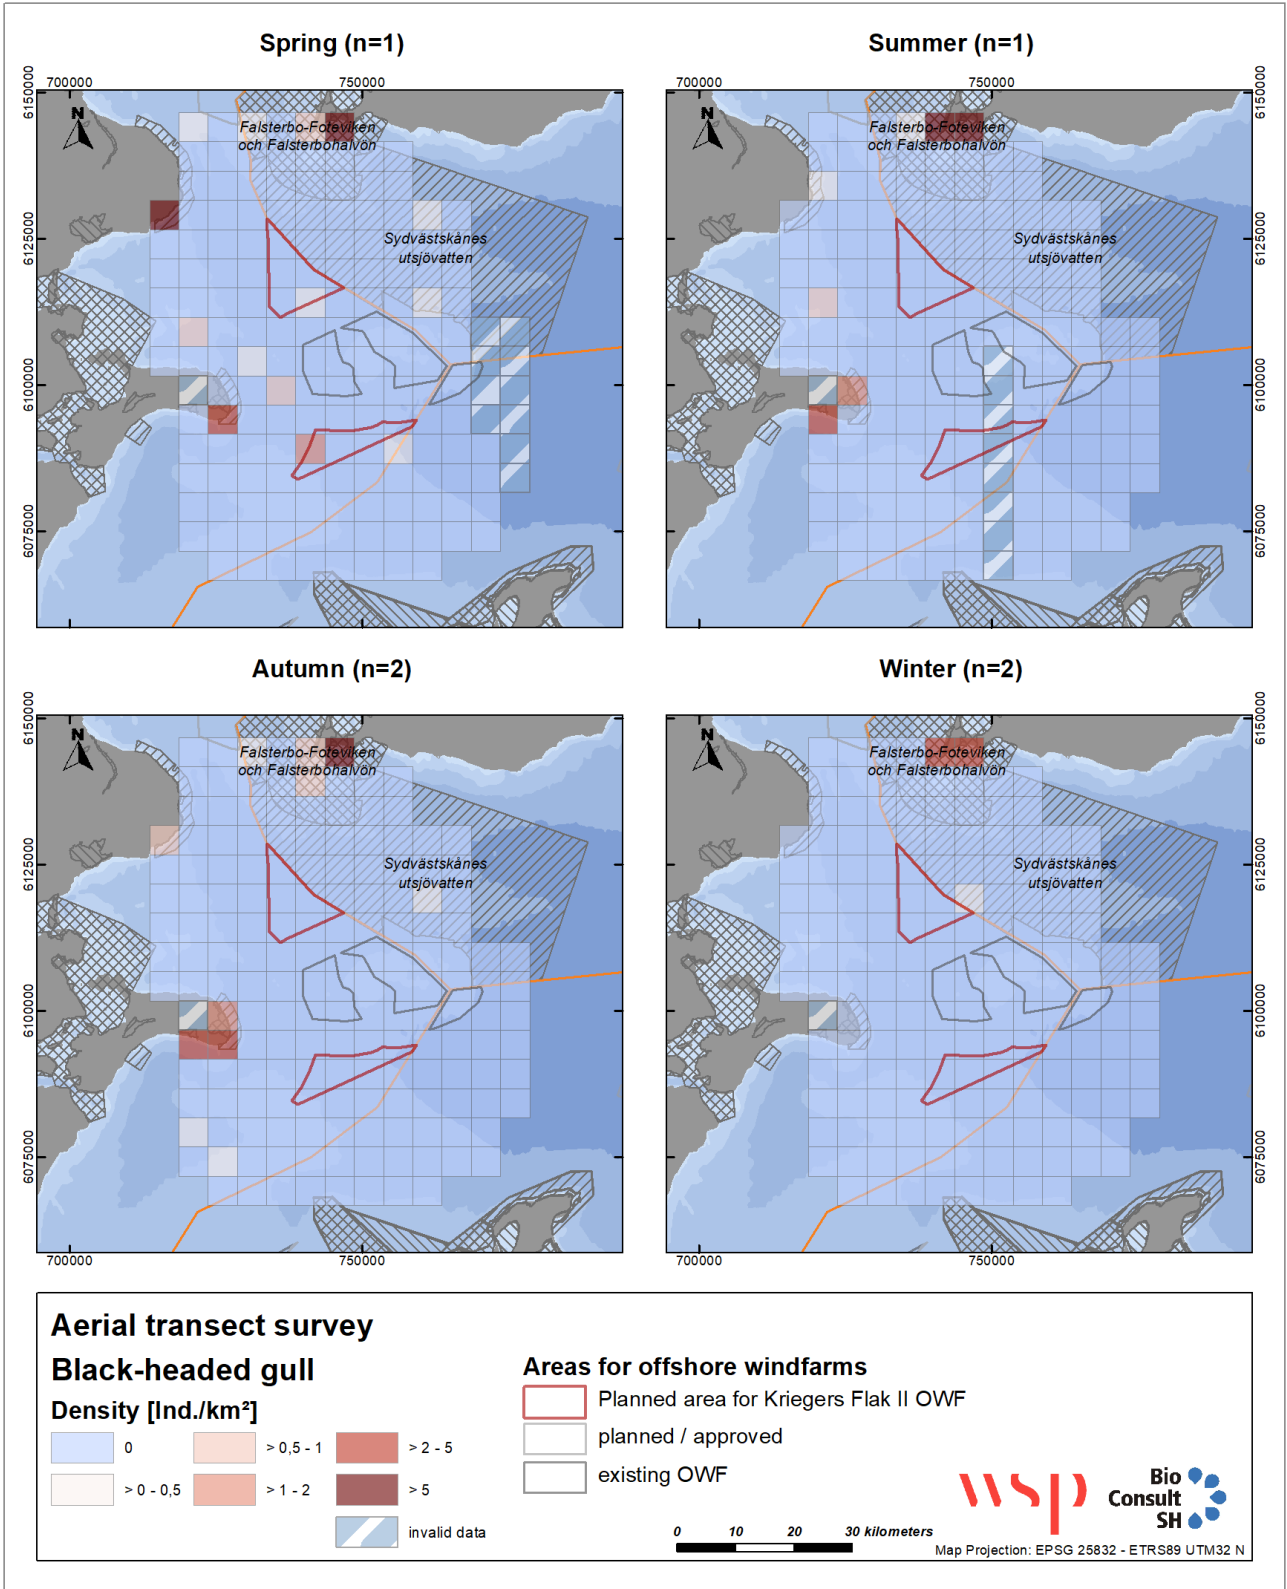 Spring (n=1)
Summer (n=1)
700000
750000
700000
750000
6150000
6125000
6100000
6075000
N
Falsterbo-Foteviken
och Falsterbohalvön
Sydvästskånes
utsjövatten
N
Falsterbo-Foteviken
och Falsterbohalvön
Sydvästskånes
utsjövatten
6150000
6125000
6100000
6075000
Autumn (n=2)
Winter (n=2)
6150000
6125000
6100000
6075000
N
Falsterbo-Foteviken
och Falsterbohalvön
Sydvästskånes
utsjövatten
N
Falsterbo-Foteviken
och Falsterbohalvön
Sydvästskånes
utsjövatten
6150000
6125000
6100000
6075000
700000
750000
700000
750000
Aerial transect survey
Black-headed gull
Density [Ind./km²]
0
> 0 - 0,5
> 0,5 - 1
> 1 - 2
> 2 - 5
> 5
invalid data
Areas for offshore windfarms
Planned area for Kriegers Flak II OWF
planned / approved
existing OWF
0 10 20 30 kilometers
wsp
Bio
Consult
SH
Map Projection: EPSG 25832 - ETRS89 UTM32 N